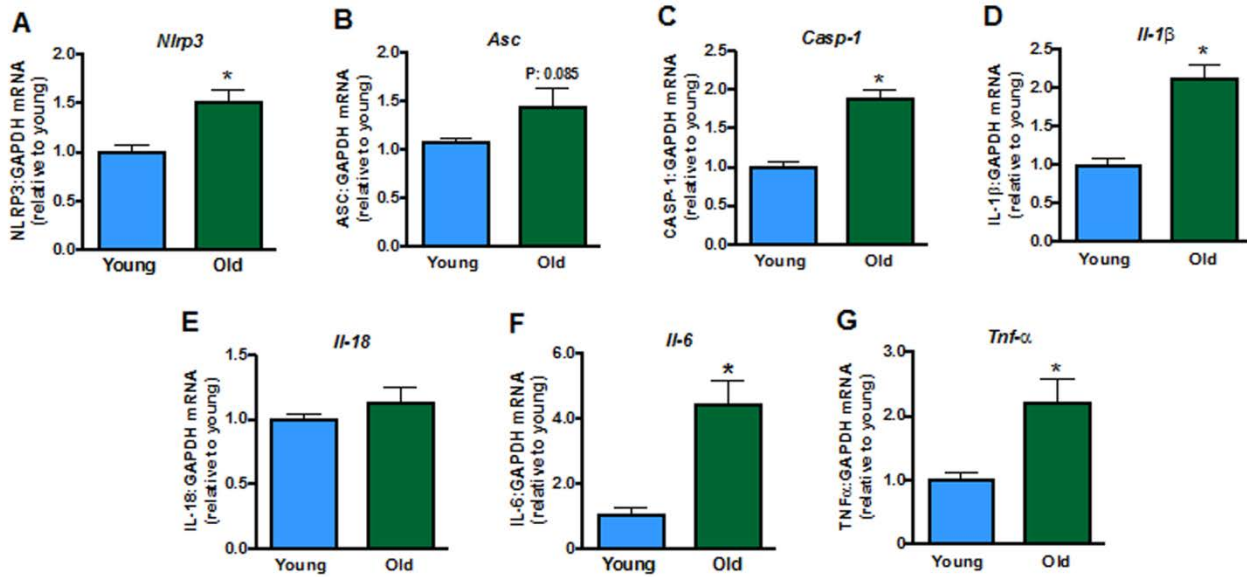 A
Nlrp3
NLRP3:GAPDH mRNA
(relative to young)
2.0
1.5
1.0
0.5
0.0
*
Young Old
B
Asc
ASC:GAPDH mRNA
(relative to young)
2.0
1.5
1.0
0.5
0.0
P: 0.085
Young Old
C
Casp-1
CASP-1:GAPDH mRNA
(relative to young)
2.5
2.0
1.5
1.0
0.5
0.0
*
Young Old
D
Il-1β
IL-1β:GAPDH mRNA
(relative to young)
2.5
2.0
1.5
1.0
0.5
0.0
*
Young Old
E
Il-18
IL-18:GAPDH mRNA
(relative to young)
1.5
1.0
0.5
0.0
Young Old
F
Il-6
IL-6:GAPDH mRNA
(relative to young)
6.0
4.0
2.0
0
*
Young Old
G
Tnf-α
TNFα:GAPDH mRNA
(relative to young)
3.0
2.0
1.0
0
*
Young Old